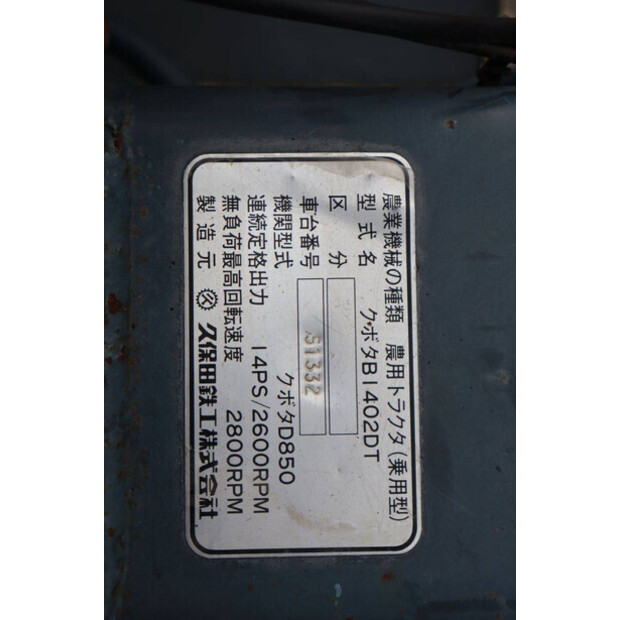 農業機械の種類 農用トラクタ(乗用型)
型式名 クボタB1402DT
区分
車台番号 51332
機関型式 クボタD850
連続定格出力 14PS/2600RPM
無負荷最高回転速度 2800RPM
製造元 久保田鉄工株式会社